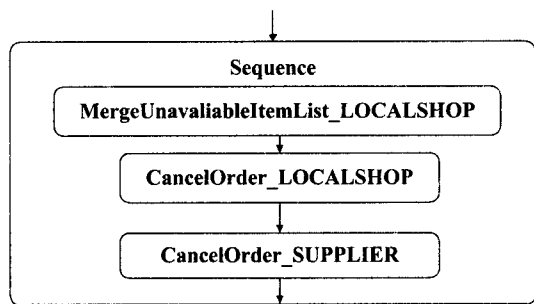 Sequence
MergeUnavaliableItemList_LOCALSHOP
CancelOrder_LOCALSHOP
CancelOrder_SUPPLIER